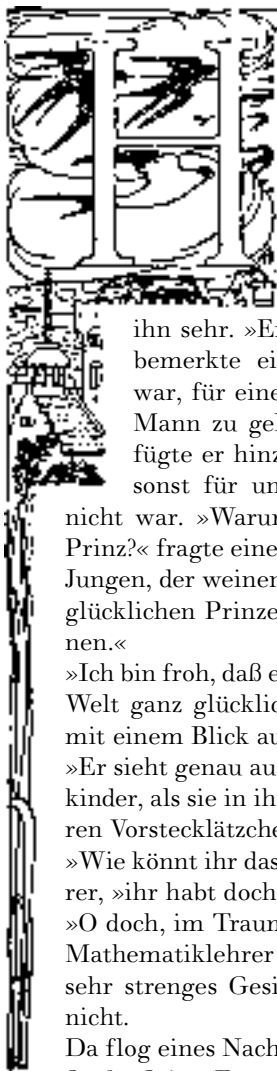 H
ihn sehr. »Er
bemerkte ei
war, für eine
Mann zu gel
fügte er hinz
sonst für un
nicht war. »Warum
Prinz?« fragte eine
Jungen, der weinen
glücklichen Prinze
nen.«
»Ich bin froh, daß e
Welt ganz glücklic
mit einem Blick au
»Er sieht genau au
kinder, als sie in ih
ren Vorstecklätzche
»Wie könnt ihr das
rer, »ihr habt doch
»O doch, im Traum
Mathematiklehrer
sehr strenges Gesi
nicht.
Da flog eines Nach